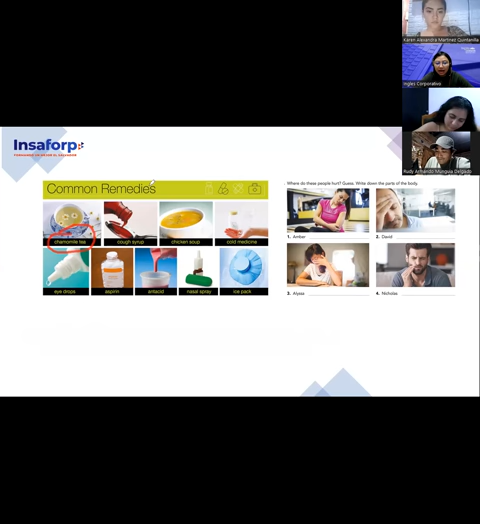 Karen Alejandra Martinez Quintanilla
Ingles Corporativo
Rudy Armando Munguia Delgado
Insaforp
Common Remedies
chamomile tea
cough syrup
chicken soup
cold medicine
eye drops
aspirin
antacid
nasal spray
ice pack
Where do these people hurt? Guess. Write down the parts of the body.
1. Amber
2. David
3. Alyssa
4. Nicholas